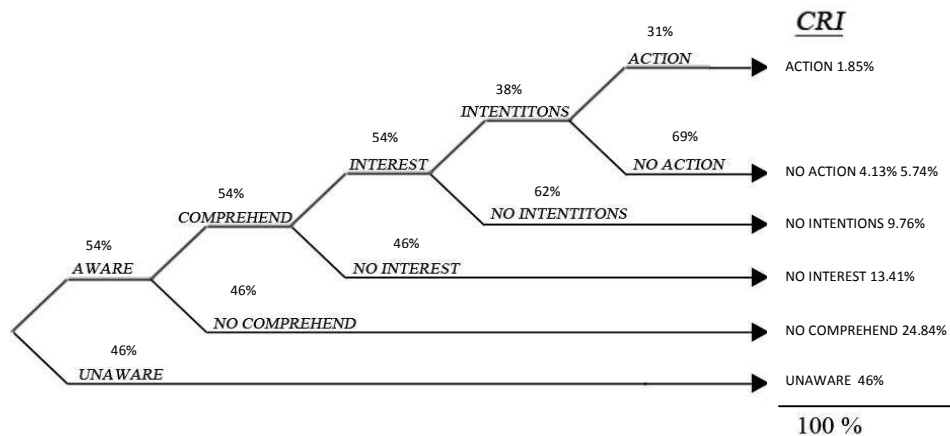 CRI
31%
ACTION
ACTION 1.85%
38%
INTENTITONS
69%
54%
INTEREST
NO ACTION
NO ACTION 4.13% 5.74%
62%
54%
COMPREHEND
NO INTENTITONS
NO INTENTIONS 9.76%
54%
46%
AWARE
NO INTEREST
NO INTEREST 13.41%
46%
NO COMPREHEND
NO COMPREHEND 24.84%
46%
UNAWARE
UNAWARE 46%
100 %